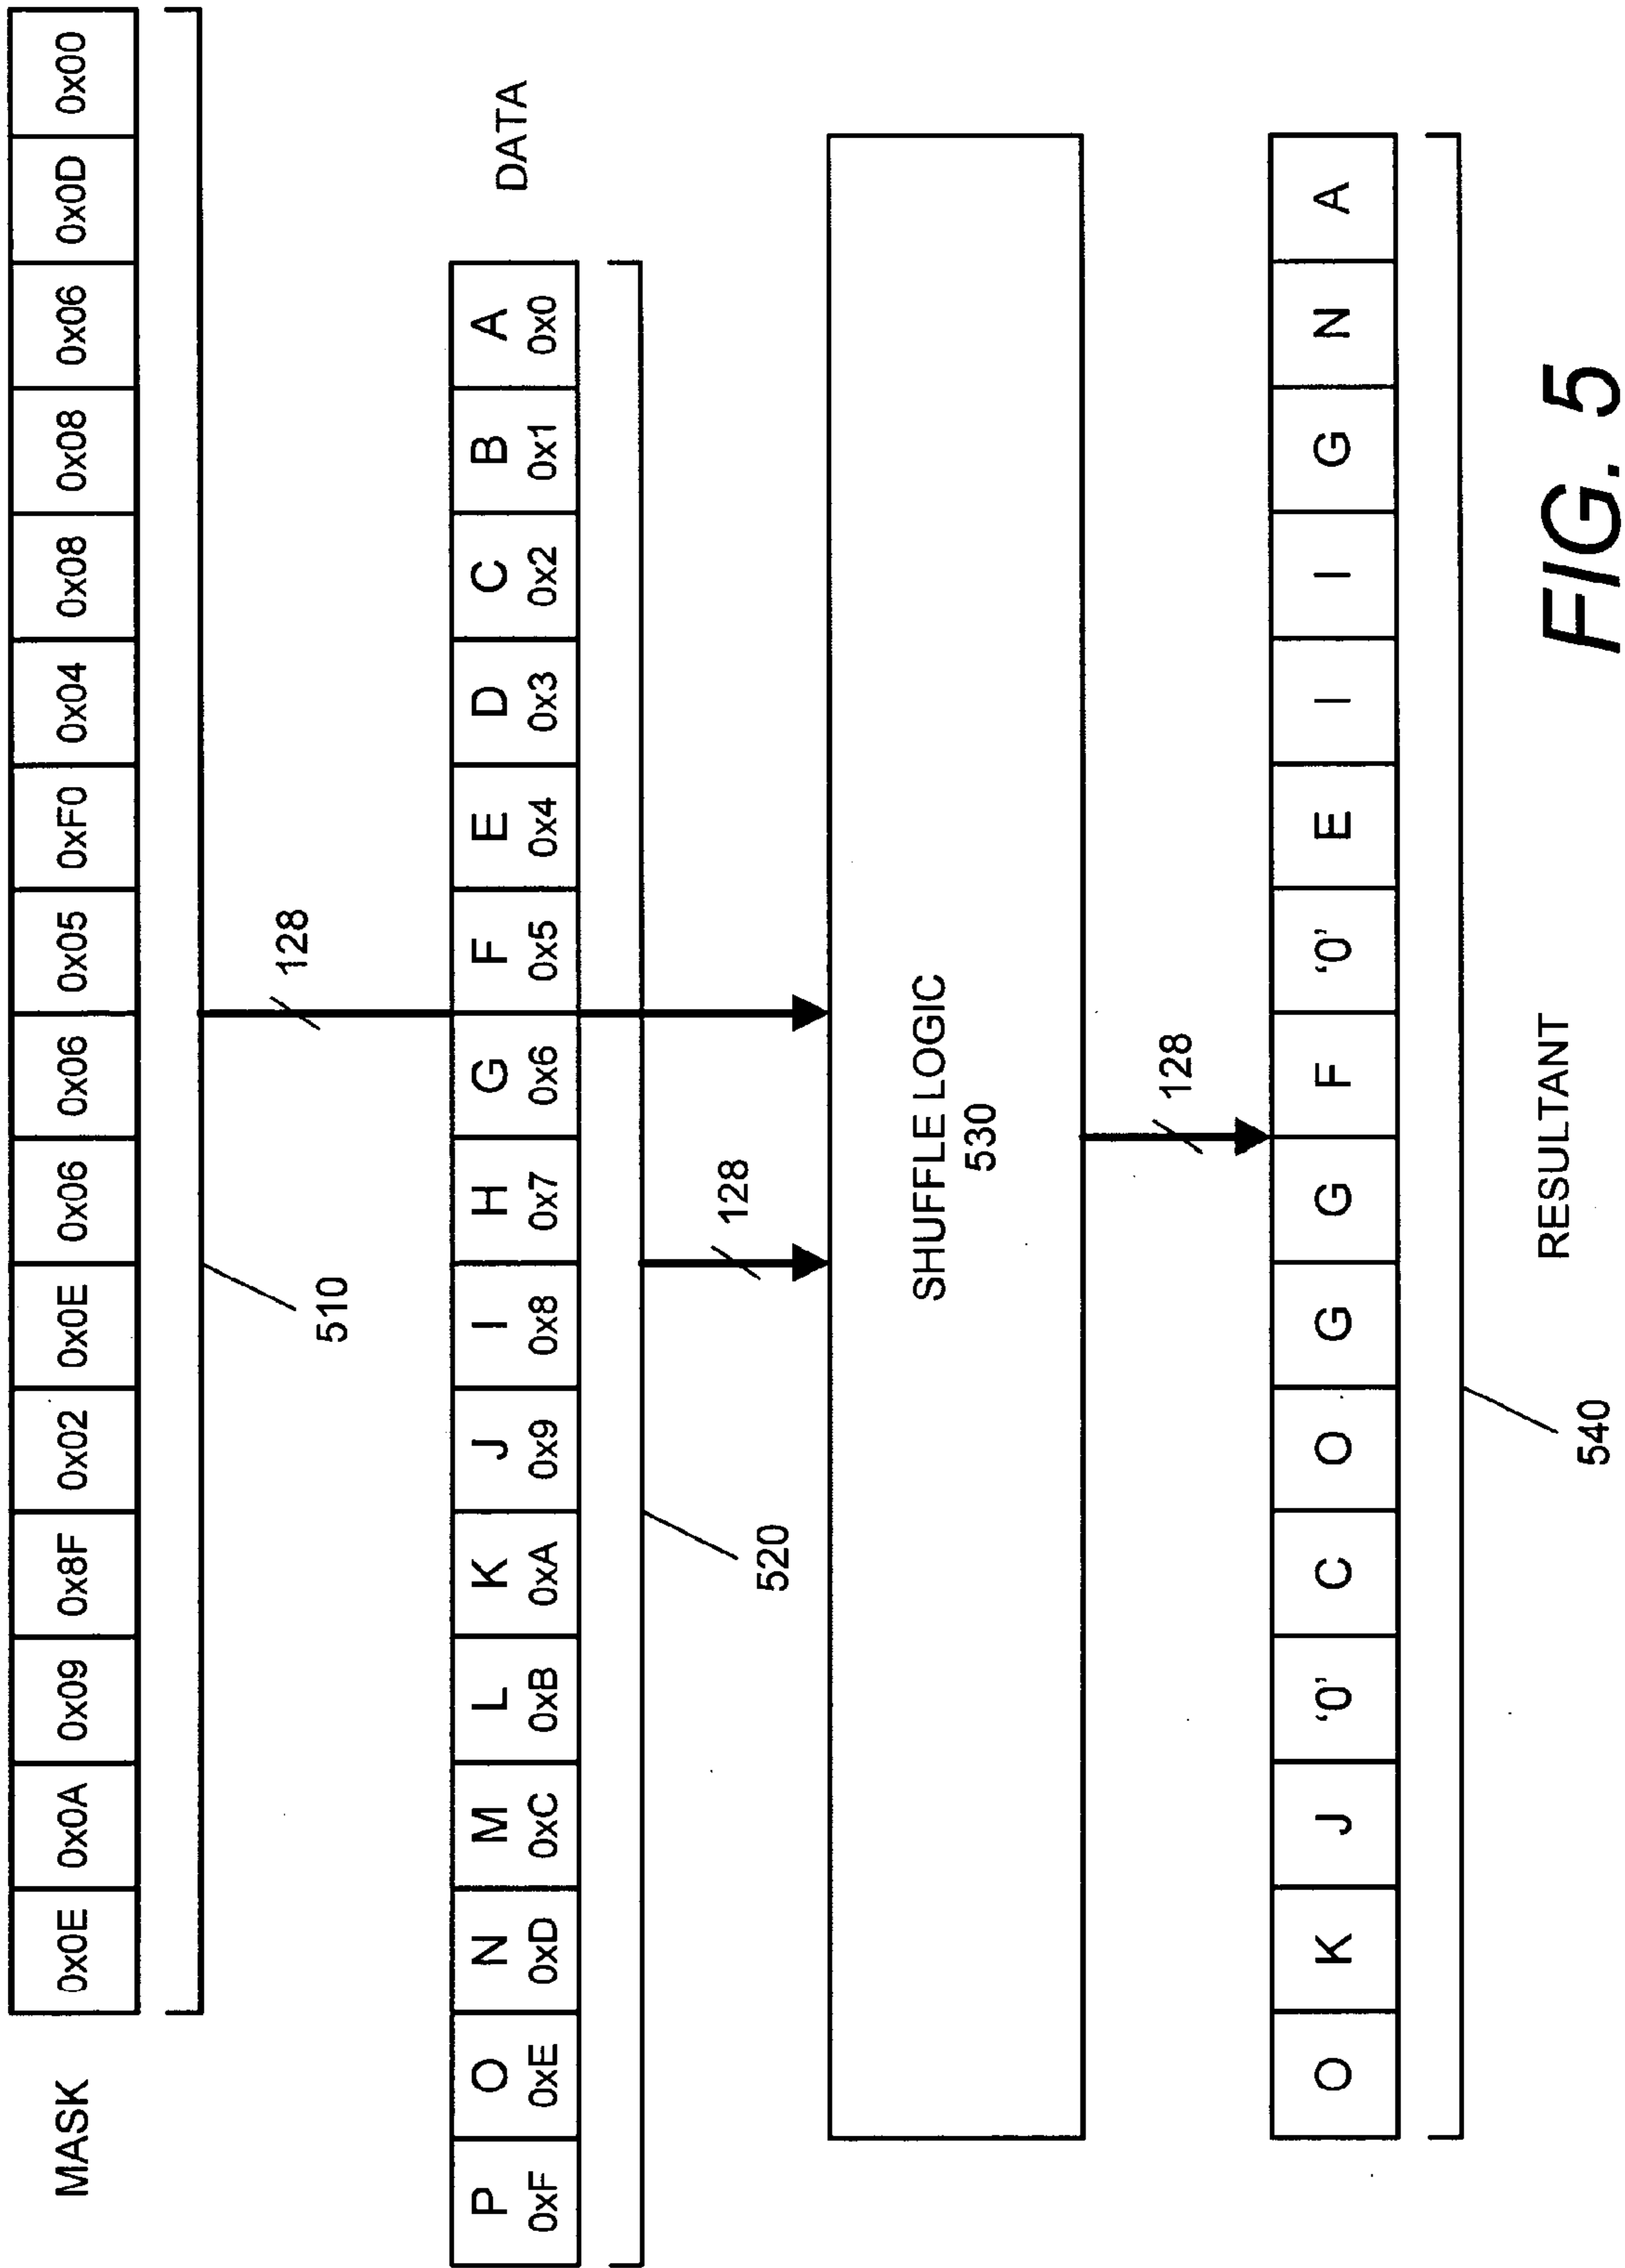 MASK
0x0E 0x0A 0x09 0x8F 0x02 0x0E 0x06 0x06 0x05 0xF0 0x04 0x08 0x08 0x06 0x0D 0x00
510
128
P O N M L K J I H G F E D C B A
0xF 0xE 0xD 0xC 0xB 0xA 0x9 0x8 0x7 0x6 0x5 0x4 0x3 0x2 0x1 0x0
DATA
520
128
SHUFFLE LOGIC
530
128
O K J '0' C O G G F '0' E I I G N A
540
RESULTANT
FIG. 5